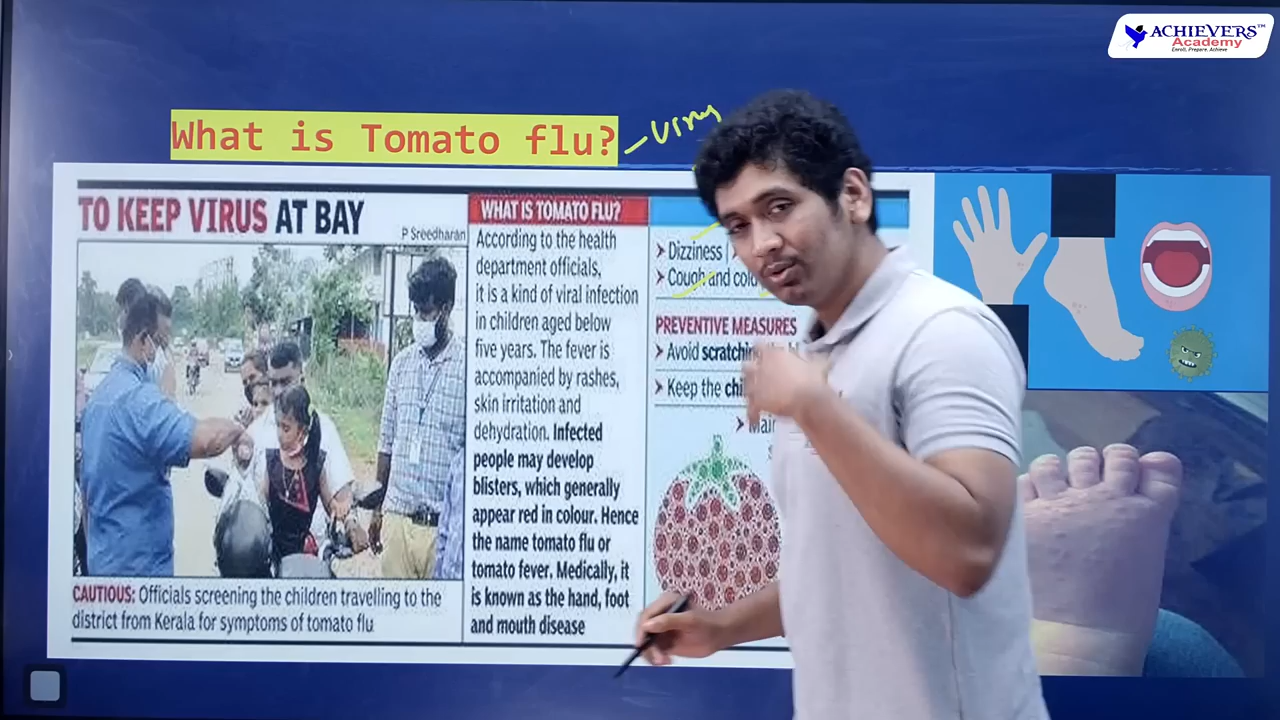 ACHIEVERS™
Academy
Enroll. Prepare. Achieve
What is Tomato flu?
TO KEEP VIRUS AT BAY
P Sreedharan
CAUTIOUS: Officials screening the children travelling to the
district from Kerala for symptoms of tomato flu
WHAT IS TOMATO FLU?
According to the health
department officials,
it is a kind of viral infection
in children aged below
five years. The fever is
accompanied by rashes,
skin irritation and
dehydration. Infected
people may develop
blisters, which generally
appear red in colour. Hence
the name tomato flu or
tomato fever. Medically, it
is known as the hand, foot
and mouth disease
Dizziness
Cough and cold
PREVENTIVE MEASURES
Avoid
Keep the